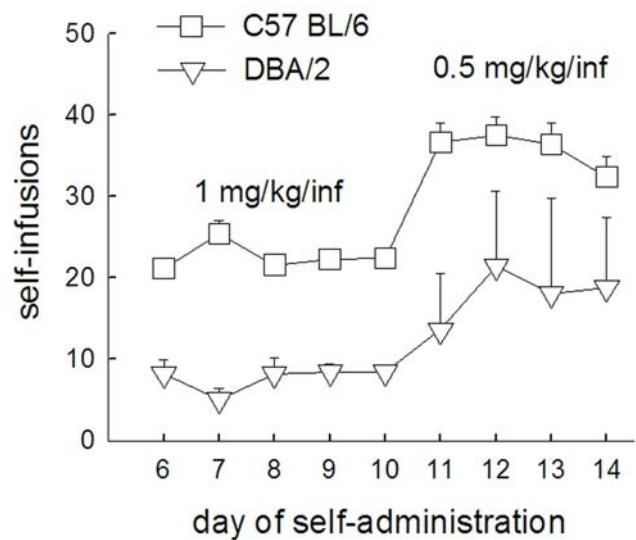 50
C57 BL/6
DBA/2
0.5 mg/kg/inf
40
30
1 mg/kg/inf
20
10
0
self-infusions
6 7 8 9 10 11 12 13 14
day of self-administration